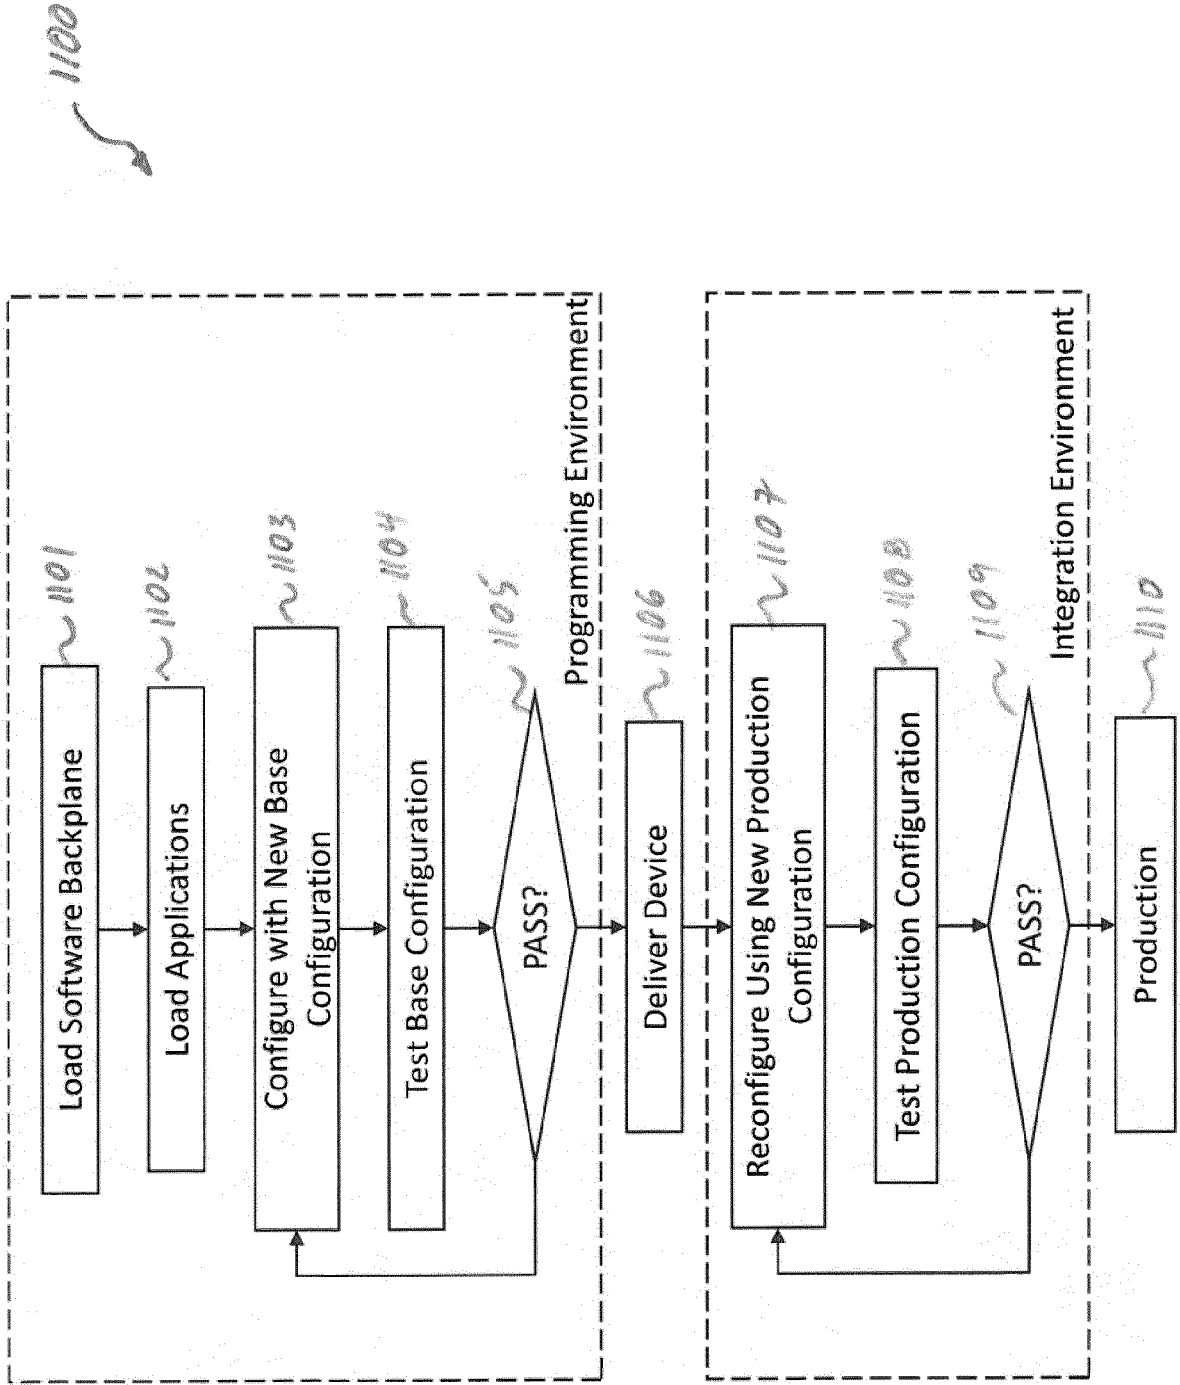 1100
Load Software Backplane
1101
Load Applications
1102
Configure with New Base
Configuration
1103
Test Base Configuration
1104
PASS?
1105
Programming Environment
Deliver Device
1106
Reconfigure Using New Production
Configuration
1107
Test Production Configuration
1108
PASS?
1109
Integration Environment
Production
1110